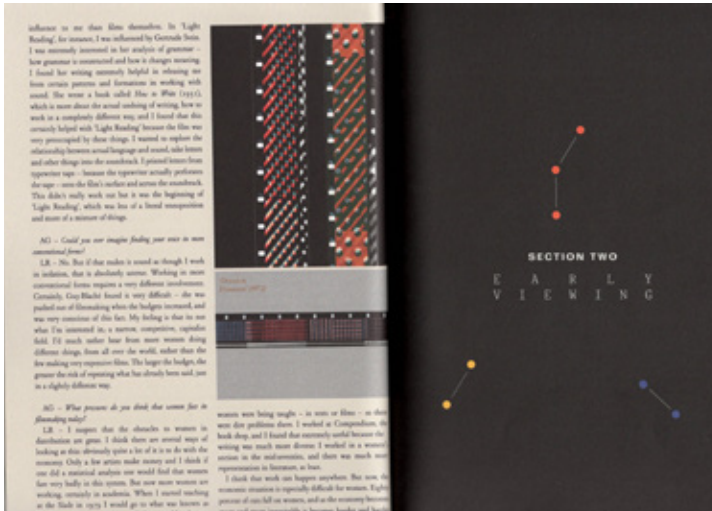 influence to me than films themselves. In 'Light
Reading', for instance, I was influenced by Gertrude Stein.
I was extremely interested in her analysis of grammar –
how grammar is constructed and how it changes meaning.
I found her writing extremely helpful in releasing me
from certain patterns and formations in working with
sound. She wrote a book called How to Write (1931),
which is more about the actual undoing of writing, how to
work in a completely different way, and I found that this
certainly helped with 'Light Reading' because the film was
very preoccupied by these things. I wanted to explore the
relationship between actual language and sound, take letters
and other things into the soundtrack. I printed letters from
typewriter tape – because the typewriter actually perforates
the tape – onto the film's surface and across the soundtrack.
This didn't really work out but it was the beginning of
'Light Reading', which was less of a literal transposition
and more of a mixture of things.
AG – Could you ever imagine finding your voice in more
conventional forms?
LR – No. But if that makes it sound as though I work
in isolation, that is absolutely untrue. Working in more
conventional forms requires a very different involvement.
Certainly, Guy-Blaché found it very difficult – she was
pushed out of filmmaking when the budgets increased, and
was very conscious of this fact. My feeling is that its not
what I'm interested in; a narrow, competitive, capitalist
field. I'd much rather hear from more women doing
different things, from all over the world, rather than the
few making very expensive films. The larger the budget, the
greater the risk of repeating what has already been said, just
in a slightly different way.
AG – What pressures do you think that women face in
filmmaking today?
LR – I suspect that the obstacles to women in
distribution are great. I think there are several ways of
looking at this: obviously quite a lot of it is to do with the
economy. Only a few artists make money and I think if
one did a statistical analysis one would find that women
fare very badly in this system. But now more women are
working, certainly in academia. When I started teaching
at the Slade in 1979 I would go to what was known as
women were being taught – in texts or films – so there
were dire problems there. I worked at Compendium, the
book shop, and I found that extremely useful because the
writing was much more diverse. I worked in a women's
section in the mid-seventies, and there was much more
representation in literature, at least.
I think that work can happen anywhere. But now, the
economic situation is especially difficult for women. Eighty
percent of cuts fall on women, and as the economy becomes
SECTION TWO
EARLY
VIEWING